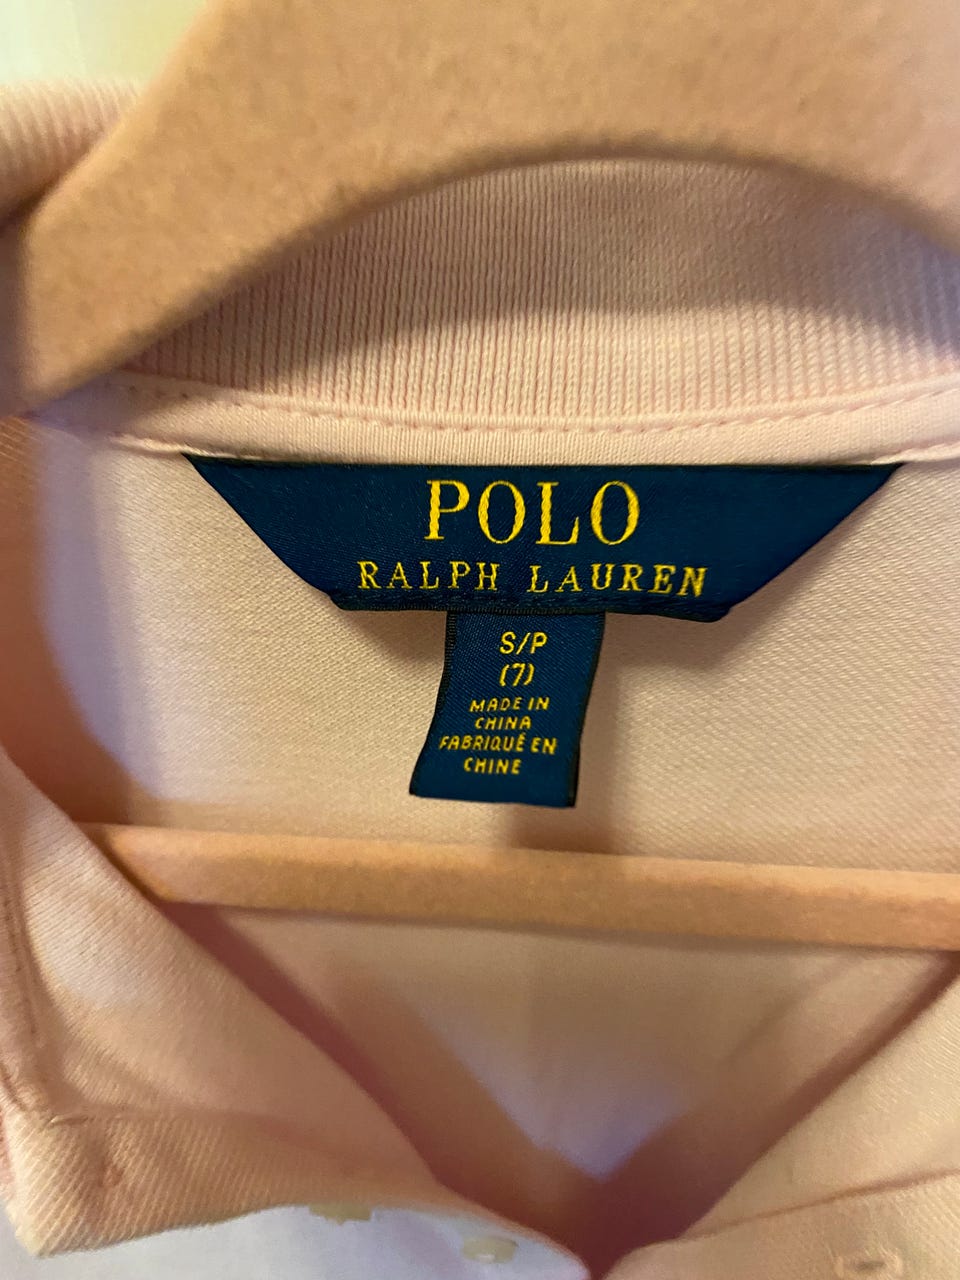 POLO
RALPH LAUREN
S/P
(7)
MADE IN
CHINA
FABRIQUÉ EN
CHINE